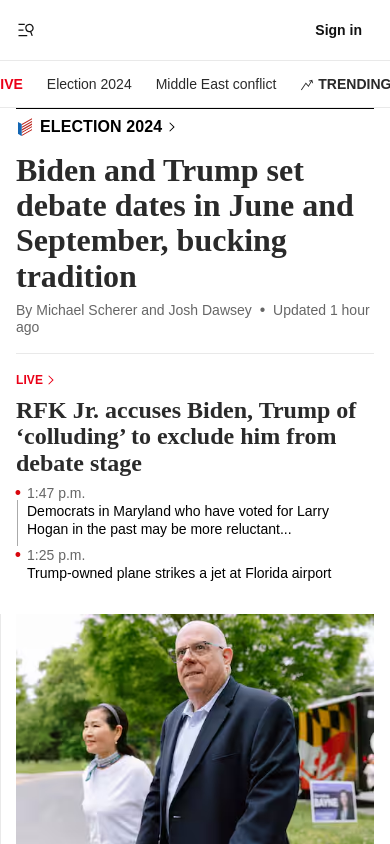 Sign in
IVE
Election 2024
Middle East conflict
TRENDING
ELECTION 2024
Biden and Trump set
debate dates in June and
September, bucking
tradition
By Michael Scherer and Josh Dawsey • Updated 1 hour
ago
LIVE
RFK Jr. accuses Biden, Trump of
‘colluding’ to exclude him from
debate stage
1:47 p.m.
Democrats in Maryland who have voted for Larry
Hogan in the past may be more reluctant...
1:25 p.m.
Trump-owned plane strikes a jet at Florida airport